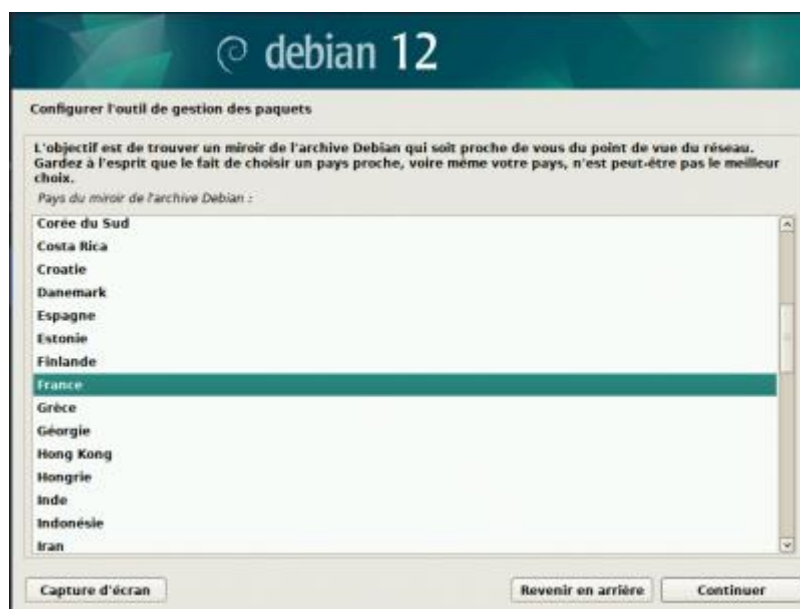 debian 12
Configurer l'outil de gestion des paquets
L'objectif est de trouver un miroir de l'archive Debian qui soit proche de vous du point de vue du réseau.
Gardez à l'esprit que le fait de choisir un pays proche, voire même votre pays, n'est peut-être pas le meilleur
choix.
Pays du miroir de l'archive Debian :
Corée du Sud
Costa Rica
Croatie
Danemark
Espagne
Estonie
Finlande
France
Grèce
Géorgie
Hong Kong
Hongrie
Inde
Indonésie
Iran
Capture d'écran
Revenir en arrière
Continuer